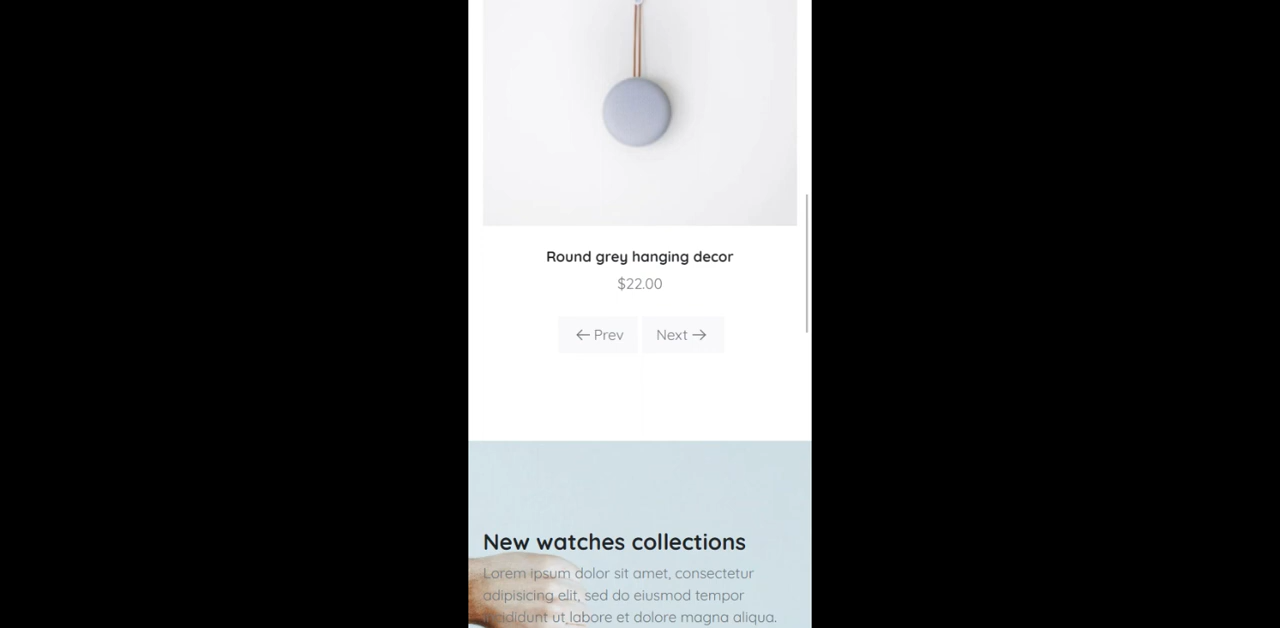 Round grey hanging decor
$22.00
← Prev Next →
New watches collections
Lorem ipsum dolor sit amet, consectetur
adipisicing elit, sed do eiusmod tempor
incididunt ut labore et dolore magna aliqua.